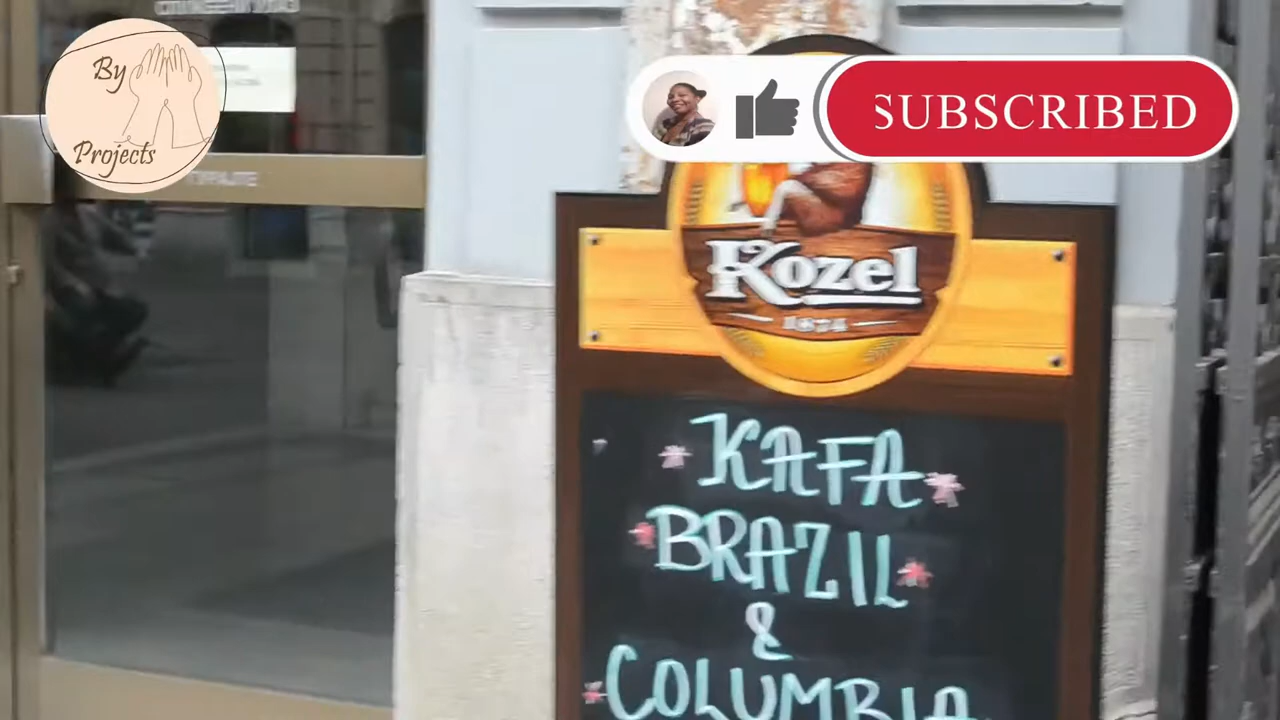 By
Projects
SUBSCRIBED
Kozel
1874
KAFA
BRAZIL
&
COLUMBIA